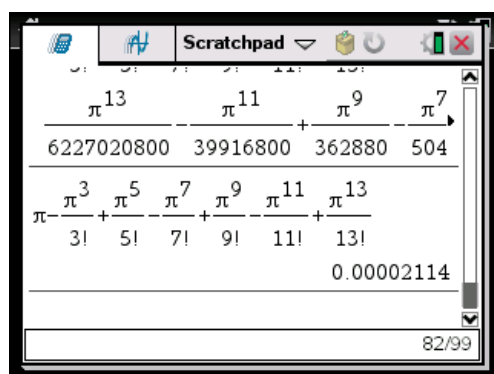 Scratchpad
π^13/6227020800 − π^11/39916800 + π^9/362880 − π^7/504
π − π^3/3! + π^5/5! − π^7/7! + π^9/9! − π^11/11! + π^13/13!
0.00002114
82/99